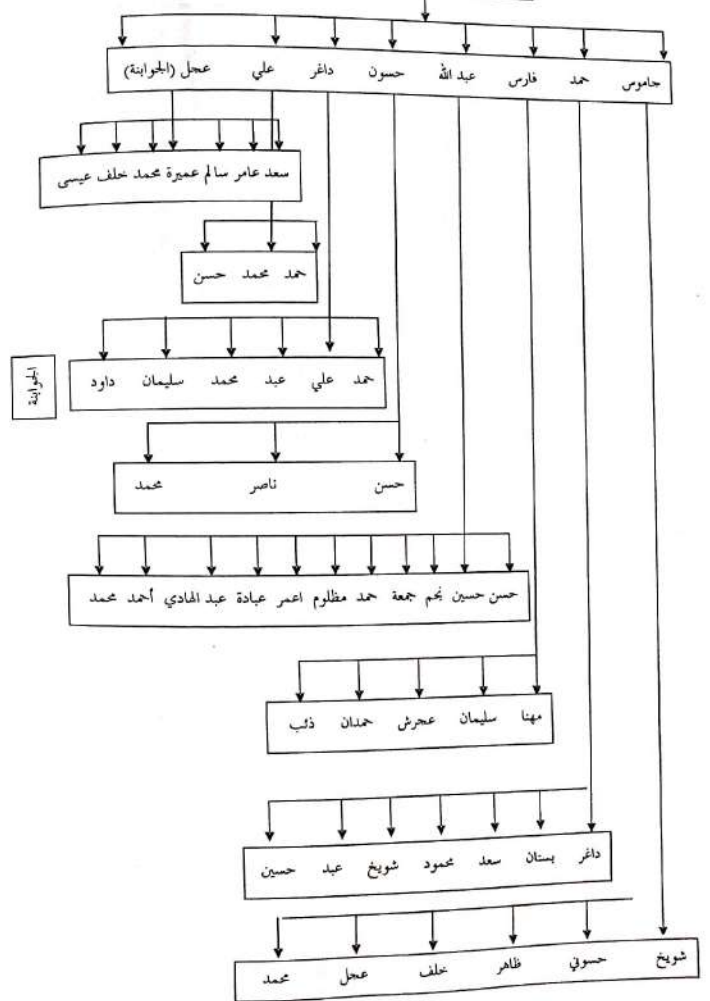 جاموس حمد فارس عبد الله حسون داغر علي عجل (الجوابنة)
سعد عامر سالم عميرة محمد خلف عيسى
حمد محمد حسن
حمد علي عبد محمد سليمان داود
الجوابنة
حسن ناصر محمد
حسن حسين نجم جمعة حمد مظلوم اعمر عبادة عبد الهادي أحمد محمد
مهنا سليمان عجرش حمدان ذئب
داغر بستان سعد محمود شويخ عبد حسين
شويخ حسوني ظاهر خلف عجل محمد